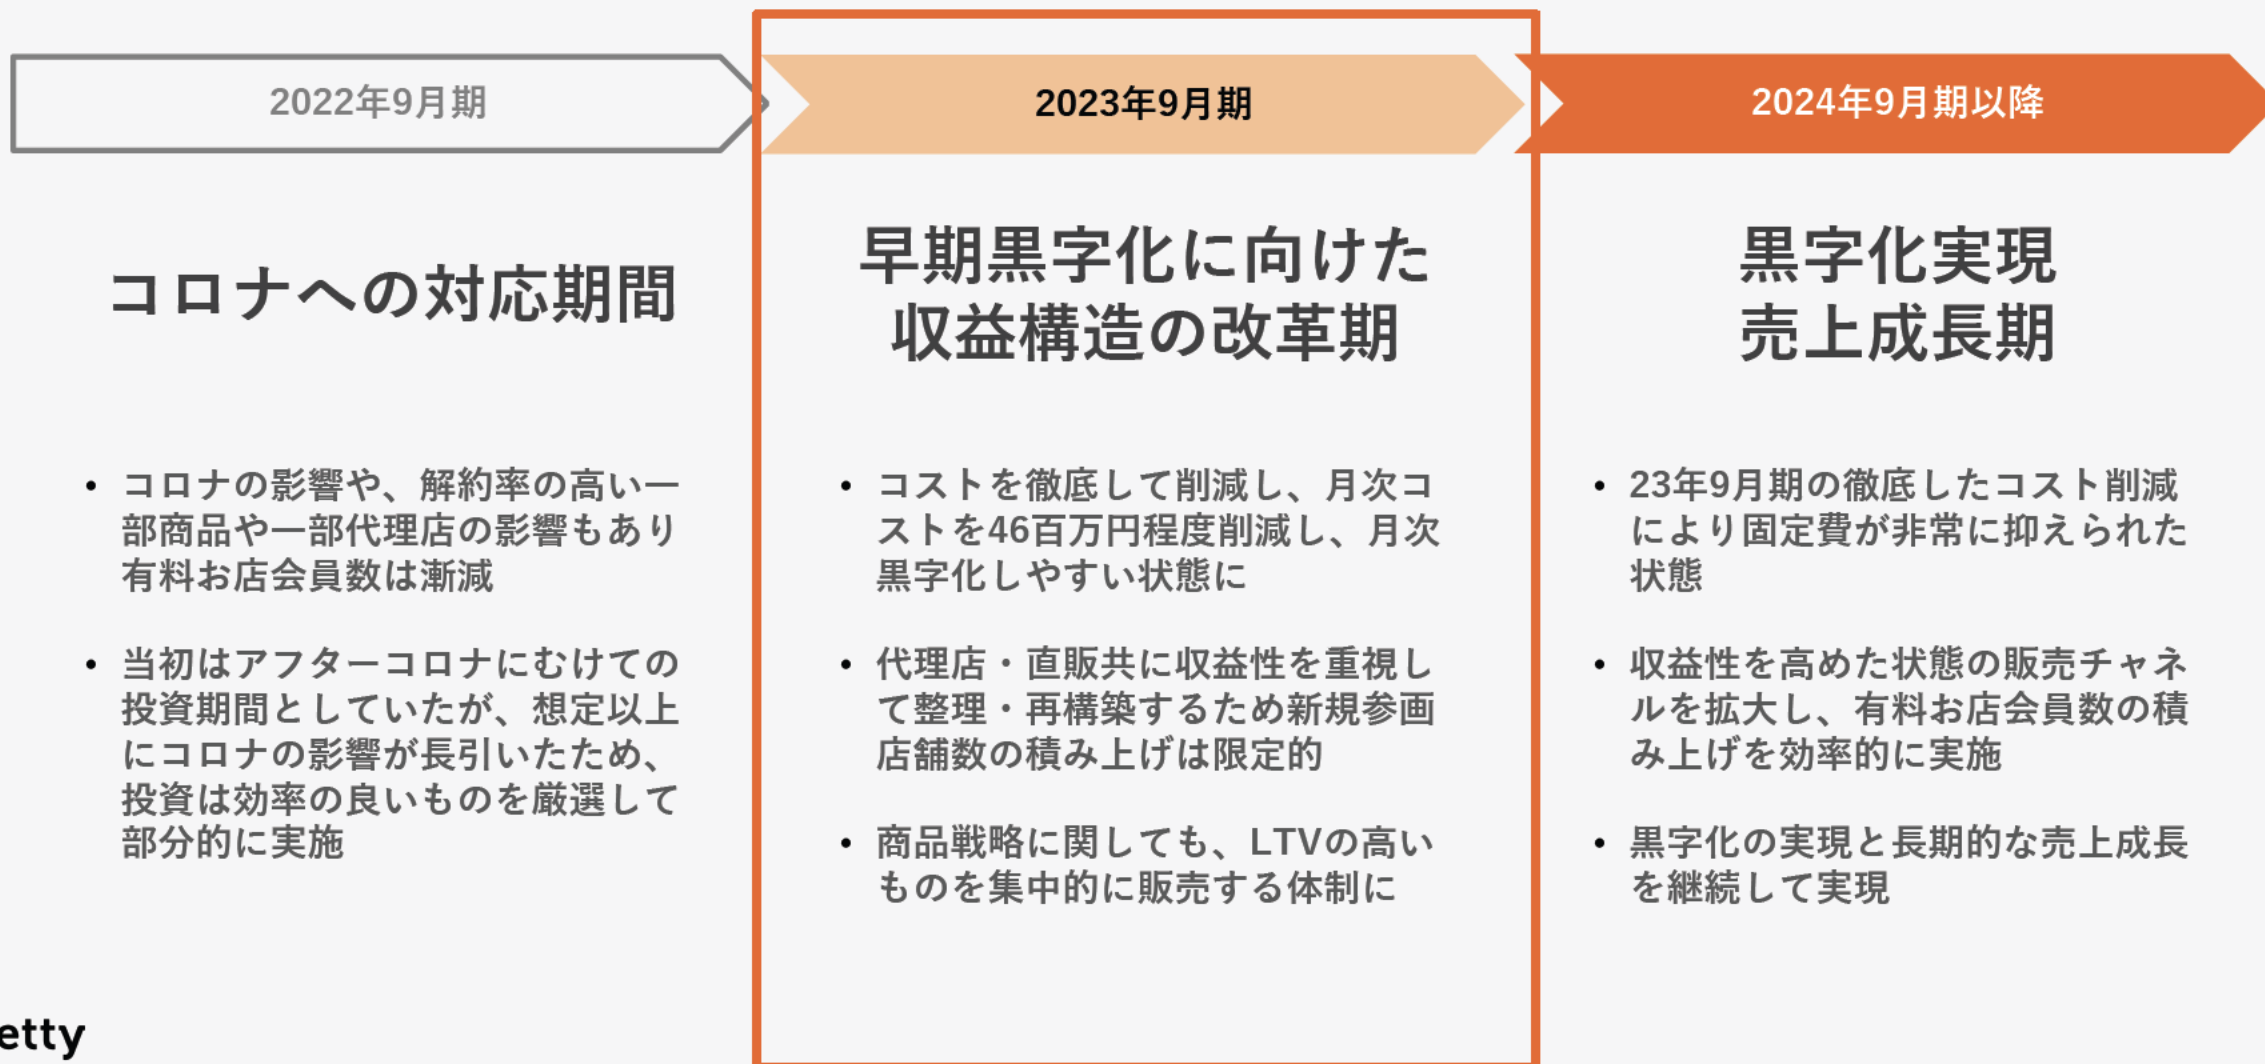 2022年9月期
コロナへの対応期間
• コロナの影響や、解約率の高い一
部商品や一部代理店の影響もあり
有料お店会員数は漸減
• 当初はアフターコロナにむけての
投資期間としていたが、想定以上
にコロナの影響が長引いたため、
投資は効率の良いものを厳選して
部分的に実施
2023年9月期
早期黒字化に向けた
収益構造の改革期
• コストを徹底して削減し、月次コ
ストを46百万円程度削減し、月次
黒字化しやすい状態に
• 代理店・直販共に収益性を重視し
て整理・再構築するため新規参画
店舗数の積み上げは限定的
• 商品戦略に関しても、LTVの高い
ものを集中的に販売する体制に
2024年9月期以降
黒字化実現
売上成長期
• 23年9月期の徹底したコスト削減
により固定費が非常に抑えられた
状態
• 収益性を高めた状態の販売チャネ
ルを拡大し、有料お店会員数の積
み上げを効率的に実施
• 黒字化の実現と長期的な売上成長
を継続して実現
etty